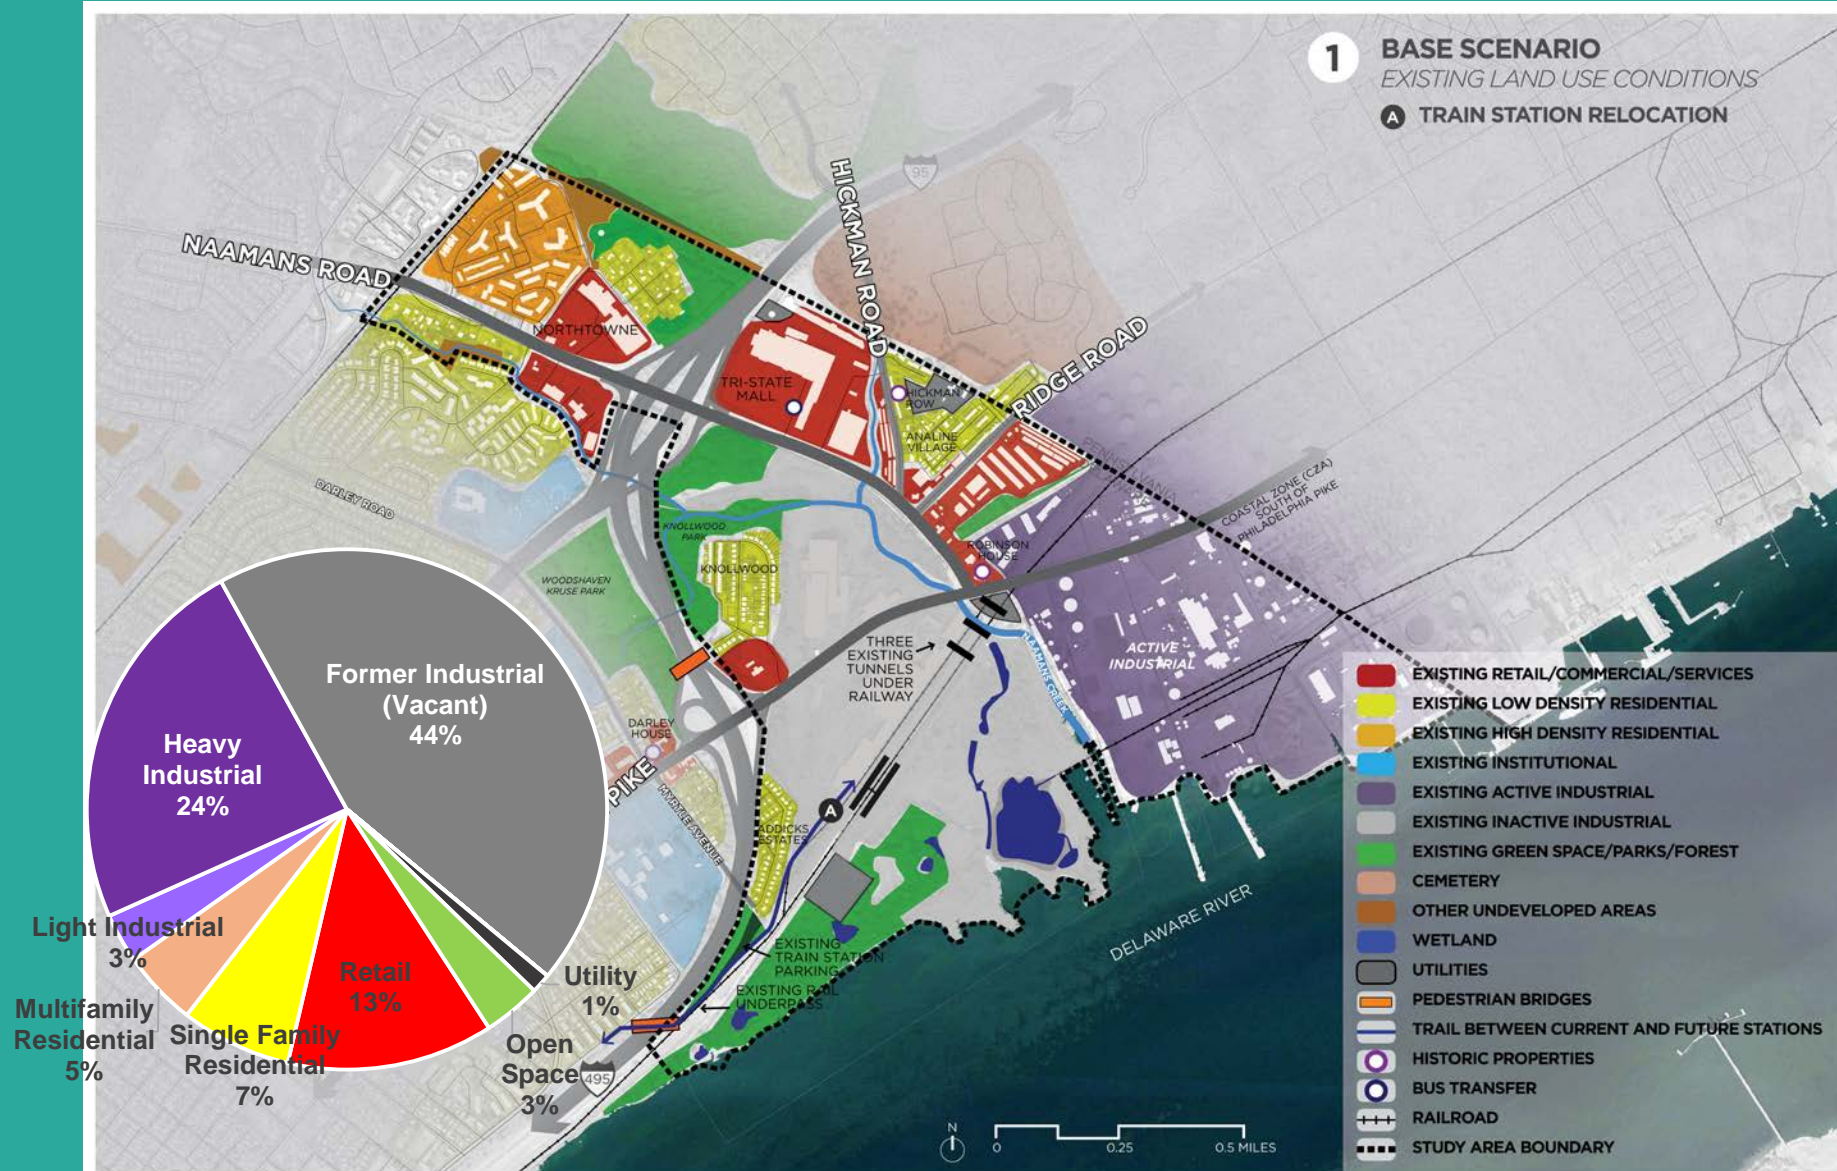 1
BASE SCENARIO
EXISTING LAND USE CONDITIONS
A TRAIN STATION RELOCATION
NAAMANS ROAD
HICKMAN ROAD
95
RIDGE ROAD
NORTHTOWNE
TRI-STATE
MALL
HICKMAN
ROW
ANALINE
VILLAGE
PENNSYLVANIA
COASTAL ZONE (CZA)
SOUTH OF
PHILADELPHIA PIKE
DARLEY ROAD
KNOLLWOOD
PARK
KNOLLWOOD
WOODSHAVEN
KRUSE PARK
ROBINSON
HOUSE
THREE
EXISTING
TUNNELS
UNDER
RAILWAY
NAAMANS CREEK
ACTIVE
INDUSTRIAL
DARLEY
HOUSE
PIKE
MYRTLE AVENUE
ADDICKS
ESTATES
A
EXISTING
TRAIN STATION
PARKING
EXISTING RAIL
UNDERPASS
495
DELAWARE RIVER
N
0
0.25
0.5 MILES
Former Industrial
(Vacant)
44%
Heavy
Industrial
24%
Light Industrial
3%
Multifamily
Residential
5%
Single Family
Residential
7%
Retail
13%
Open
Space
3%
Utility
1%
EXISTING RETAIL/COMMERCIAL/SERVICES
EXISTING LOW DENSITY RESIDENTIAL
EXISTING HIGH DENSITY RESIDENTIAL
EXISTING INSTITUTIONAL
EXISTING ACTIVE INDUSTRIAL
EXISTING INACTIVE INDUSTRIAL
EXISTING GREEN SPACE/PARKS/FOREST
CEMETERY
OTHER UNDEVELOPED AREAS
WETLAND
UTILITIES
PEDESTRIAN BRIDGES
TRAIL BETWEEN CURRENT AND FUTURE STATIONS
HISTORIC PROPERTIES
BUS TRANSFER
RAILROAD
STUDY AREA BOUNDARY